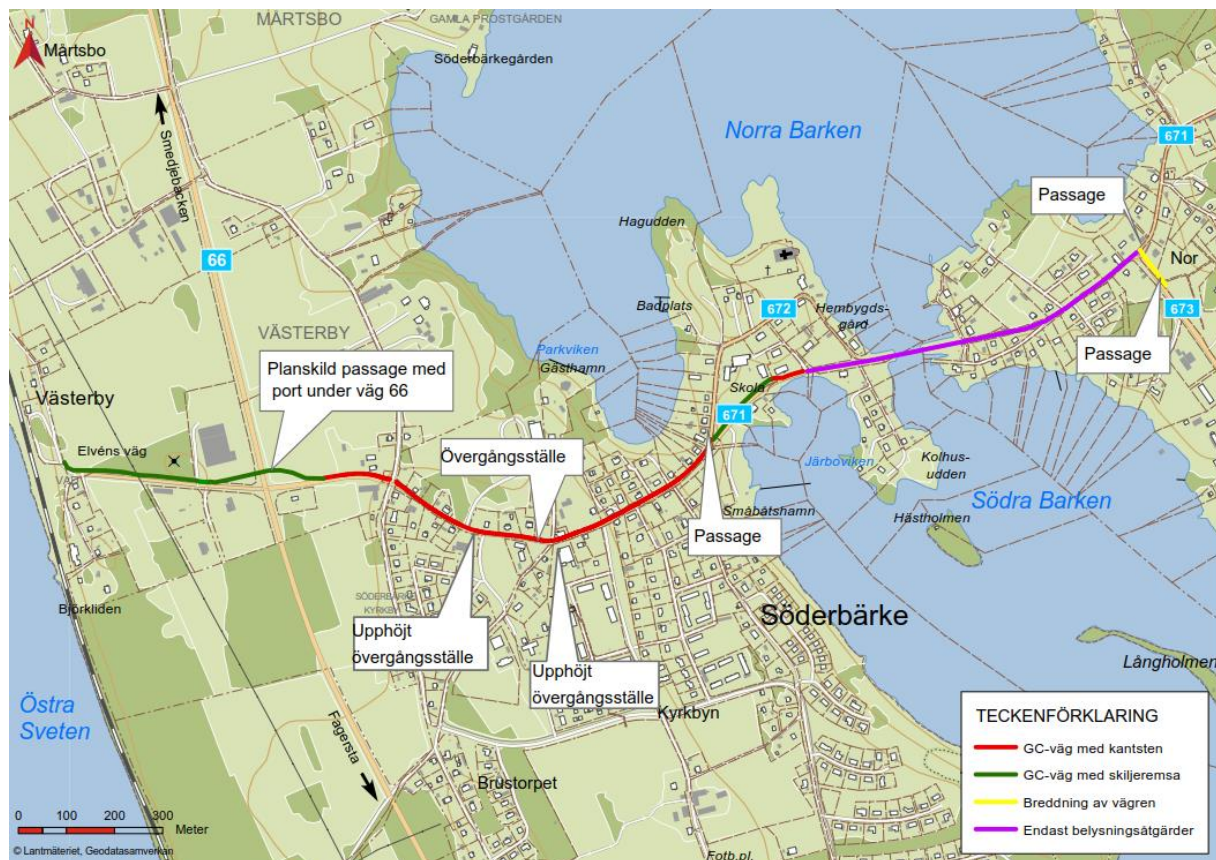 MÄRTSBO
GAMLA PROSTGÅRDEN
N
Märtsbo
Söderbärkegården
Smedjebacken
Norra Barken
671
Passage
Hagudden
66
Nor
Badplats
672
Hembygds-
gård
673
VÄSTERBY
Parkviken
Gästhamn
Passage
Planskild passage med
port under väg 66
Västerby
Skola
671
Elvéns väg
Övergångsställe
Järboviken
Kolhus-
udden
Södra Barken
Hästholmen
Småbåtshamn
Passage
Björkliden
SÖDERBÄRKE
KYRKBY
Söderbärke
Upphöjt
övergångsställe
Upphöjt
övergångsställe
Långholmen
Östra
Sveten
Fagersta
Kyrkbyn
Brustorpet
TECKENFÖRKLARING
GC-väg med kantsten
GC-väg med skiljeremsa
Breddning av vägren
Endast belysningsåtgärder
0 100 200 300
Meter
© Lantmäteriet, Geodatasamverkan
Fotb.pl.